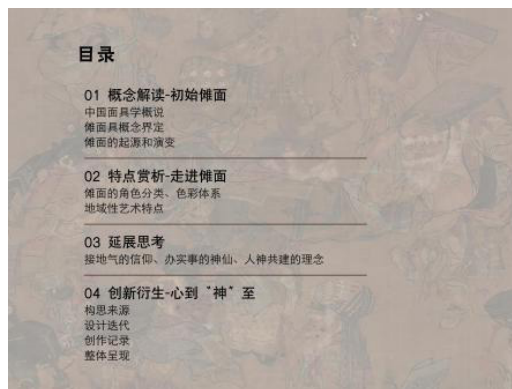 目录
01 概念解读-初始傩面
中国面具学概说
傩面具概念界定
傩面的起源和演变
02 特点赏析-走进傩面
傩面的角色分类、色彩体系
地域性艺术特点
03 延展思考
接地气的信仰、办实事的神仙、人神共建的理念
04 创新衍生-心到“神”至
构思来源
设计迭代
创作记录
整体呈现